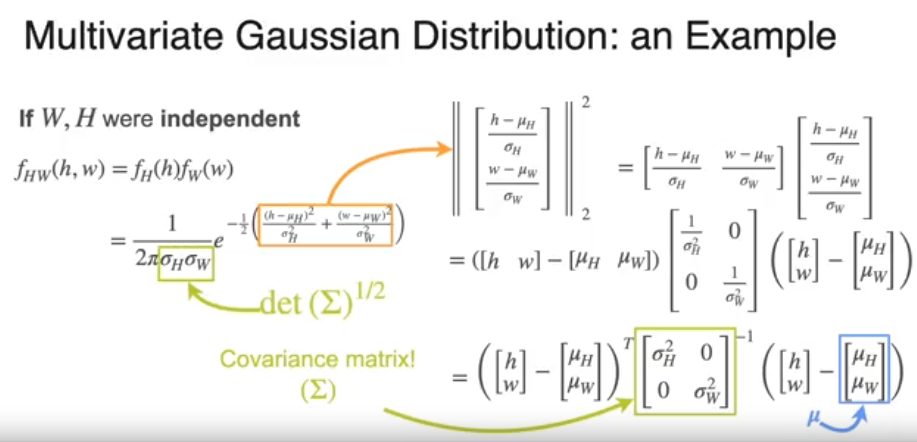 Multivariate Gaussian Distribution: an Example
If W, H were independent
f_{HW}(h, w) = f_H(h)f_W(w)
= \frac{1}{2\pi\sigma_H\sigma_W} e^{-\frac{1}{2}\left(\frac{(h-\mu_H)^2}{\sigma_H^2} + \frac{(w-\mu_W)^2}{\sigma_W^2}\right)}
det (Σ)^{1/2}
Covariance matrix!
(Σ)
\left\| \begin{bmatrix} \frac{h-\mu_H}{\sigma_H} \\ \frac{w-\mu_W}{\sigma_W} \end{bmatrix} \right\|_2^2 = \begin{bmatrix} \frac{h-\mu_H}{\sigma_H} & \frac{w-\mu_W}{\sigma_W} \end{bmatrix} \begin{bmatrix} \frac{h-\mu_H}{\sigma_H} \\ \frac{w-\mu_W}{\sigma_W} \end{bmatrix}
= ([h \; w] - [\mu_H \; \mu_W]) \begin{bmatrix} \frac{1}{\sigma_H^2} & 0 \\ 0 & \frac{1}{\sigma_W^2} \end{bmatrix} \left( \begin{bmatrix} h \\ w \end{bmatrix} - \begin{bmatrix} \mu_H \\ \mu_W \end{bmatrix} \right)
= \left( \begin{bmatrix} h \\ w \end{bmatrix} - \begin{bmatrix} \mu_H \\ \mu_W \end{bmatrix} \right)^T \begin{bmatrix} \sigma_H^2 & 0 \\ 0 & \sigma_W^2 \end{bmatrix}^{-1} \left( \begin{bmatrix} h \\ w \end{bmatrix} - \begin{bmatrix} \mu_H \\ \mu_W \end{bmatrix} \right)
μ